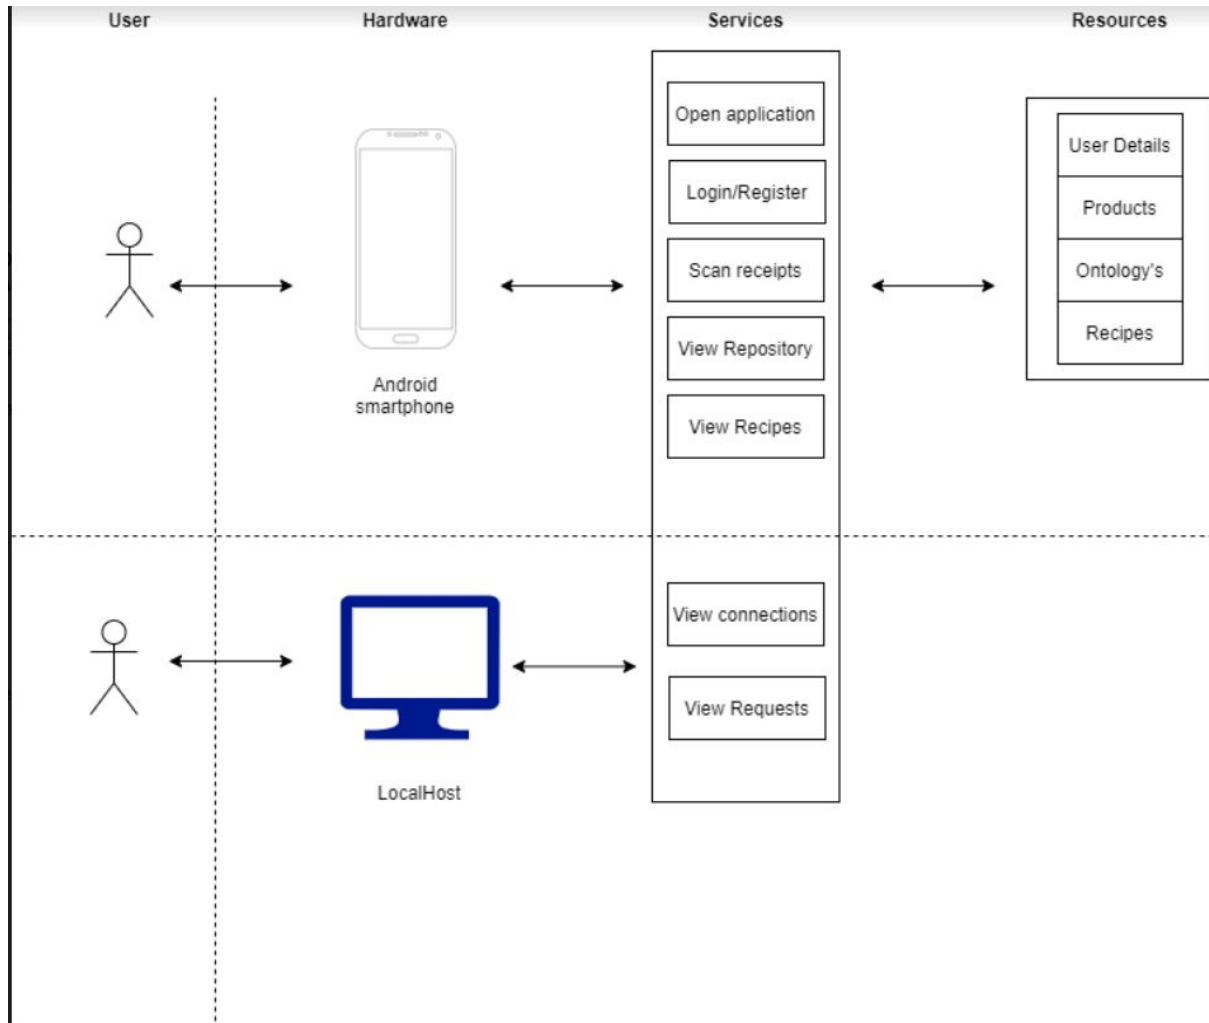 User
Hardware
Services
Resources
Open application
Login/Register
Scan receipts
View Repository
View Recipes
User Details
Products
Ontology's
Recipes
Android
smartphone
View connections
View Requests
LocalHost